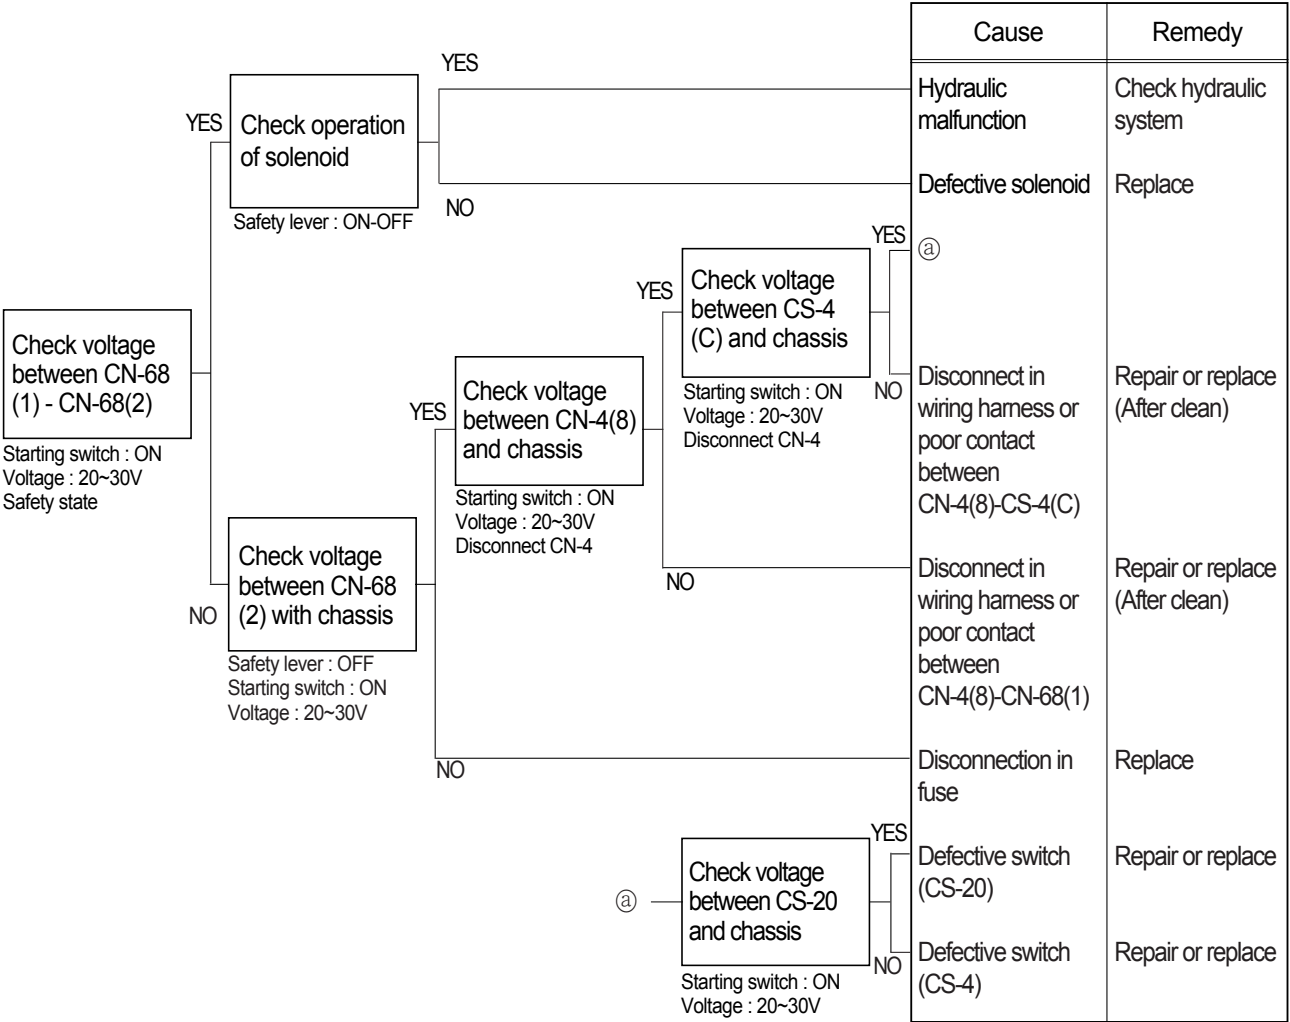 Cause
Remedy
YES
Hydraulic
malfunction
Check hydraulic
system
YES
Check operation
of solenoid
Safety lever : ON-OFF
NO
Defective solenoid
Replace
YES
ⓐ
YES
Check voltage
between CS-4
(C) and chassis
Starting switch : ON
Voltage : 20~30V
Disconnect CN-4
NO
Disconnect in
wiring harness or
poor contact
between
CN-4(8)-CS-4(C)
Repair or replace
(After clean)
Check voltage
between CN-68
(1) - CN-68(2)
Starting switch : ON
Voltage : 20~30V
Safety state
YES
Check voltage
between CN-4(8)
and chassis
Starting switch : ON
Voltage : 20~30V
Disconnect CN-4
NO
Disconnect in
wiring harness or
poor contact
between
CN-4(8)-CN-68(1)
Repair or replace
(After clean)
NO
Check voltage
between CN-68
(2) with chassis
Safety lever : OFF
Starting switch : ON
Voltage : 20~30V
NO
Disconnection in
fuse
Replace
ⓐ
Check voltage
between CS-20
and chassis
Starting switch : ON
Voltage : 20~30V
YES
Defective switch
(CS-20)
Repair or replace
NO
Defective switch
(CS-4)
Repair or replace